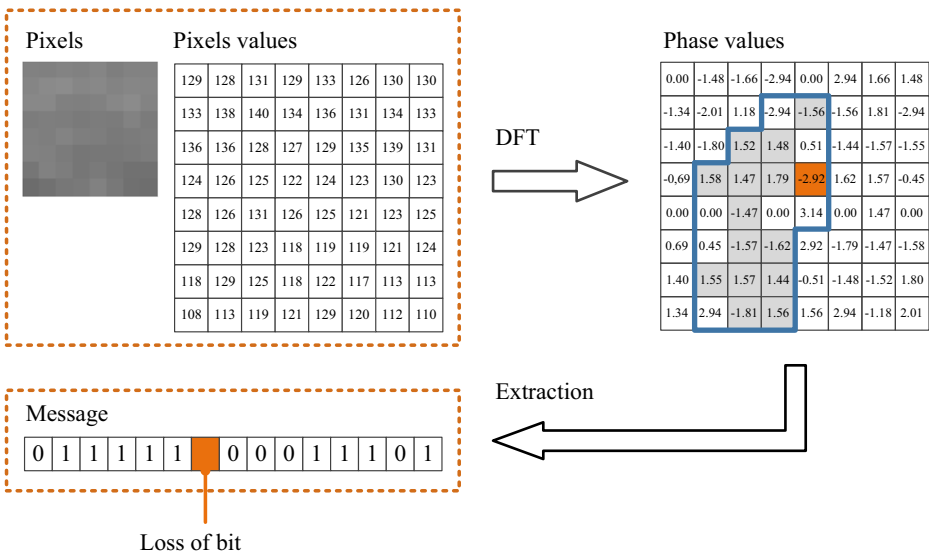 Pixels
Pixels values
129 128 131 129 133 126 130 130
133 138 140 134 136 131 134 133
136 136 128 127 129 135 139 131
124 126 125 122 124 123 130 123
128 126 131 126 125 121 123 125
129 128 123 118 119 119 121 124
118 129 125 118 122 117 113 113
108 113 119 121 129 120 112 110
DFT
Phase values
0.00 -1.48 -1.66 -2.94 0.00 2.94 1.66 1.48
-1.34 -2.01 1.18 -2.94 -1.56 -1.56 1.81 -2.94
-1.40 -1.80 1.52 1.48 0.51 -1.44 -1.57 -1.55
-0.69 1.58 1.47 1.79 -2.92 1.62 1.57 -0.45
0.00 0.00 -1.47 0.00 3.14 0.00 1.47 0.00
0.69 0.45 -1.57 -1.62 2.92 -1.79 -1.47 -1.58
1.40 1.55 1.57 1.44 -0.51 -1.48 -1.52 1.80
1.34 2.94 -1.81 1.56 1.56 2.94 -1.18 2.01
Extraction
Message
0 1 1 1 1 1 0 0 0 1 1 1 0 1
Loss of bit